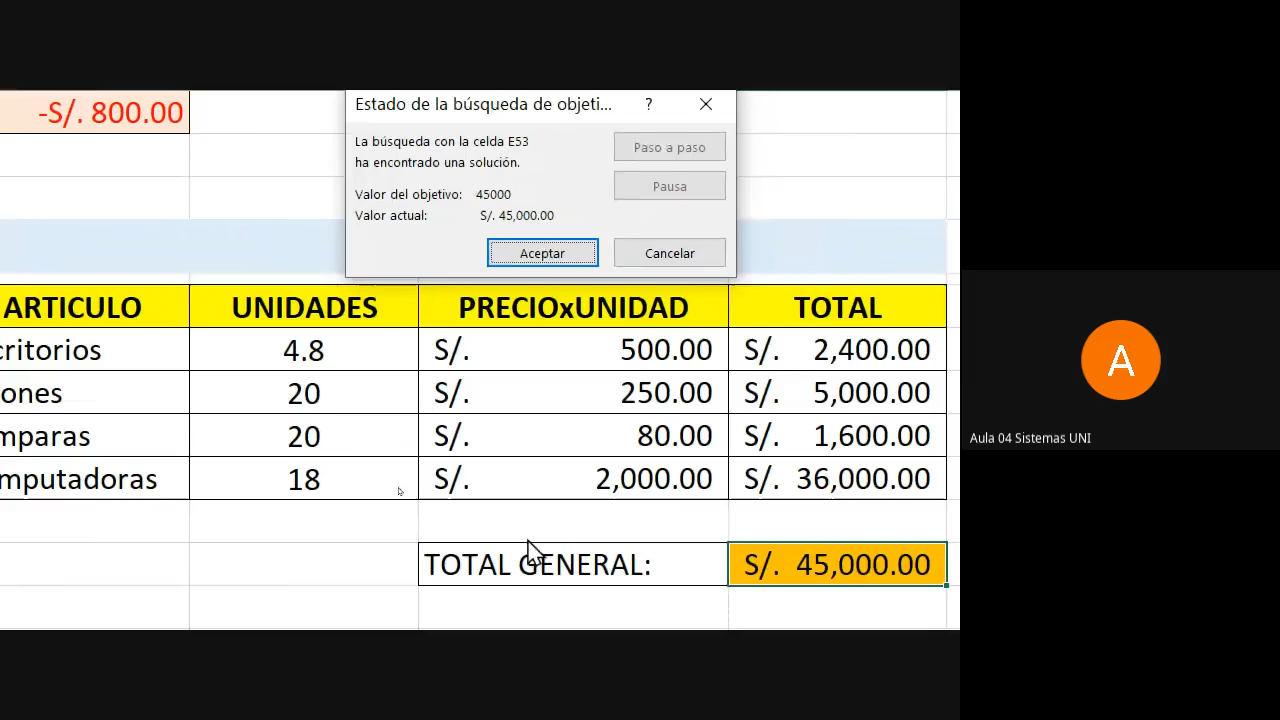 -S/. 800.00
Estado de la búsqueda de objeti... ?
La búsqueda con la celda E53
ha encontrado una solución.
Valor del objetivo: 45000
Valor actual: S/. 45,000.00
Paso a paso
Pausa
Aceptar Cancelar
ARTICULO UNIDADES PRECIOxUNIDAD TOTAL
critorios 4.8 S/. 500.00 S/. 2,400.00
ones 20 S/. 250.00 S/. 5,000.00
mparas 20 S/. 80.00 S/. 1,600.00
mputadoras 18 S/. 2,000.00 S/. 36,000.00
TOTAL GENERAL: S/. 45,000.00
A
Aula 04 Sistemas UNI